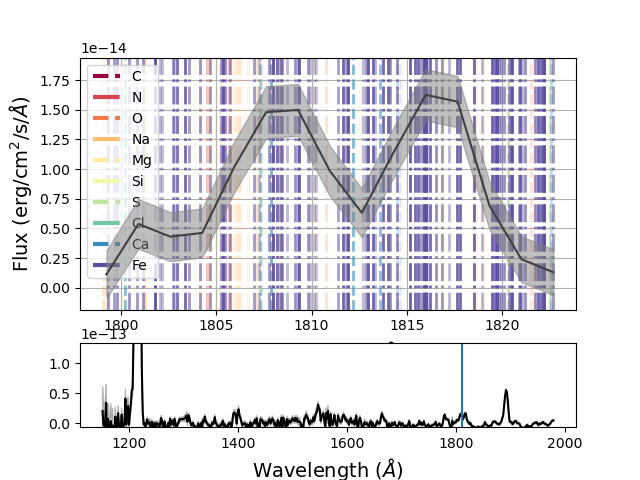 1e−14
Flux (erg/cm²/s/Å)
1.75
1.50
1.25
1.00
0.75
0.50
0.25
0.00
C
N
O
Na
Mg
Si
S
Cl
Ca
Fe
1800 1805 1810 1815 1820
1e−13
1.0
0.5
0.0
1200 1400 1600 1800 2000
Wavelength (Å)